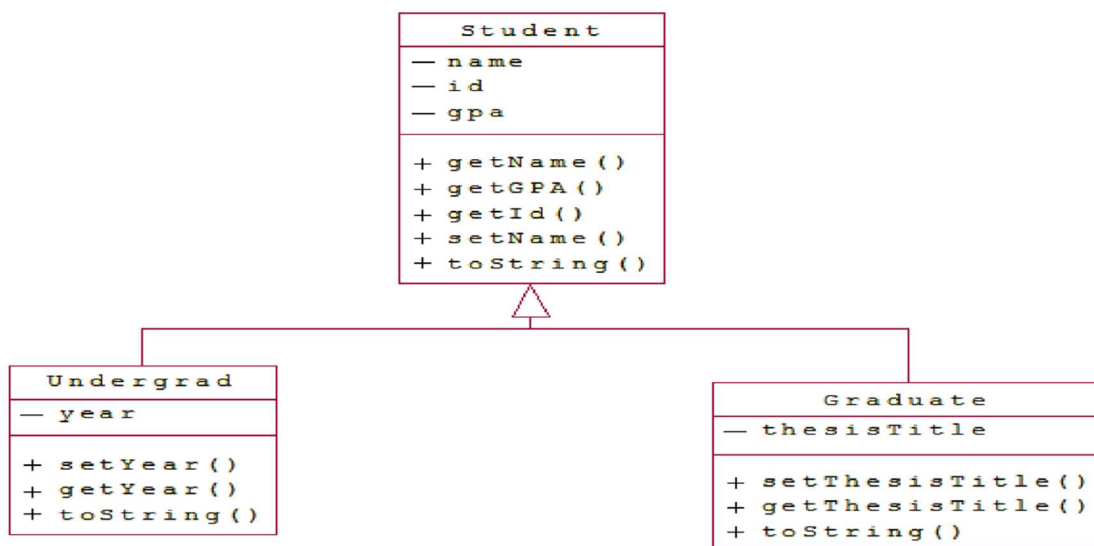 Student
— name
— id
— gpa
+ getName()
+ getGPA()
+ getId()
+ setName()
+ toString()
Undergrad
— year
+ setYear()
+ getYear()
+ toString()
Graduate
— thesisTitle
+ setThesisTitle()
+ getThesisTitle()
+ toString()